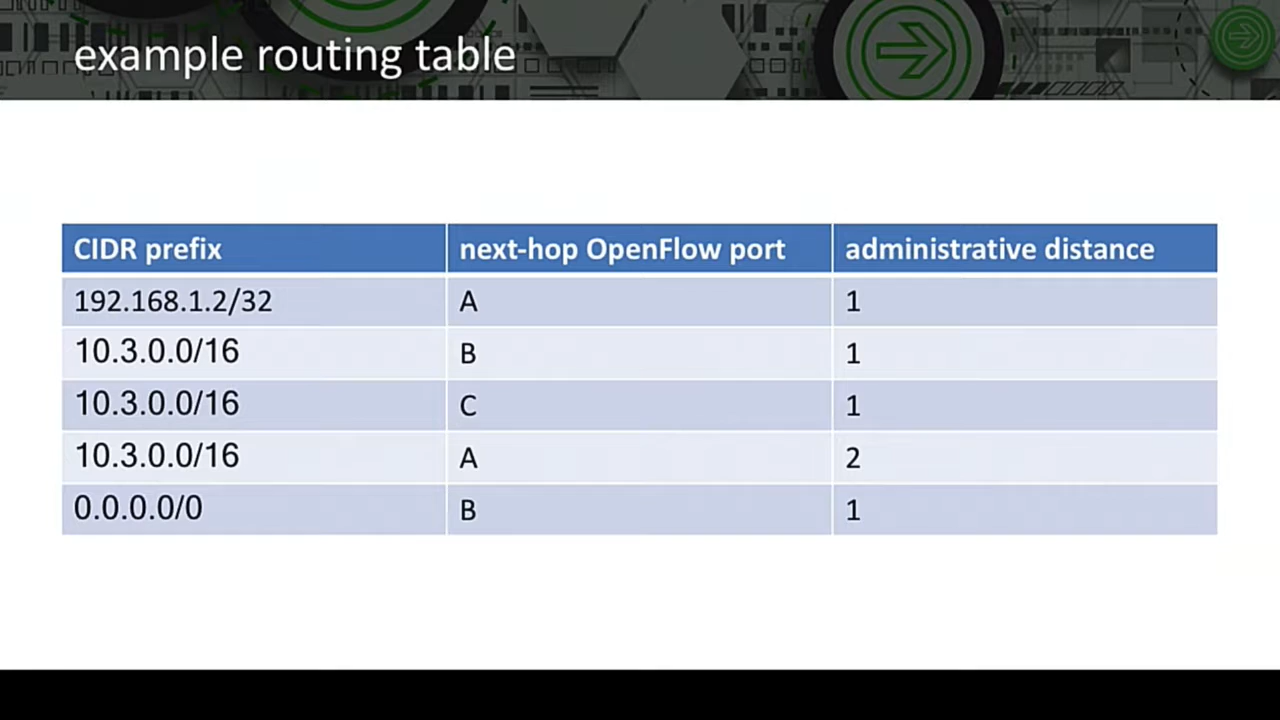 example routing table
CIDR prefix next-hop OpenFlow port administrative distance
192.168.1.2/32 A 1
10.3.0.0/16 B 1
10.3.0.0/16 C 1
10.3.0.0/16 A 2
0.0.0.0/0 B 1